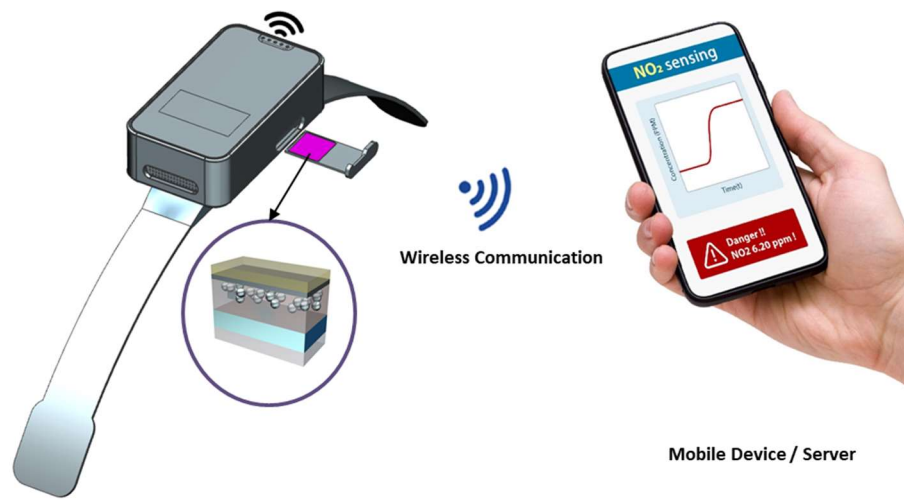 NO₂ sensing
Concentration (PPM)
Time(t)
Danger !!
NO2 6.20 ppm !
Wireless Communication
Mobile Device / Server